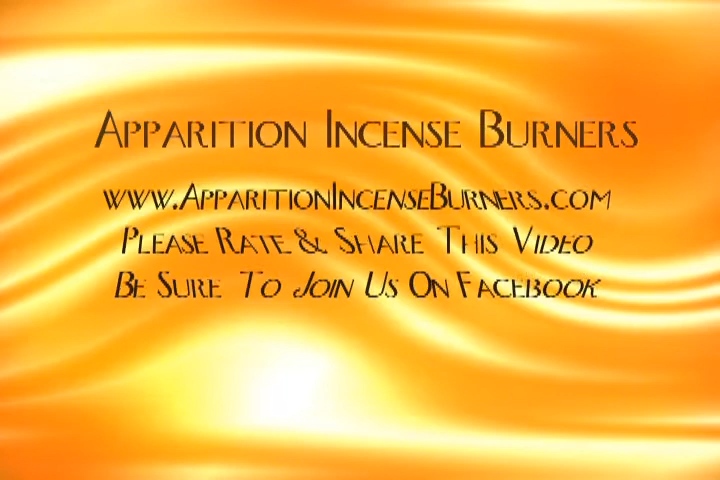 Apparition Incense Burners
www.ApparitionIncenseBurners.com
Please Rate & Share This Video
Be Sure To Join Us On Facebook